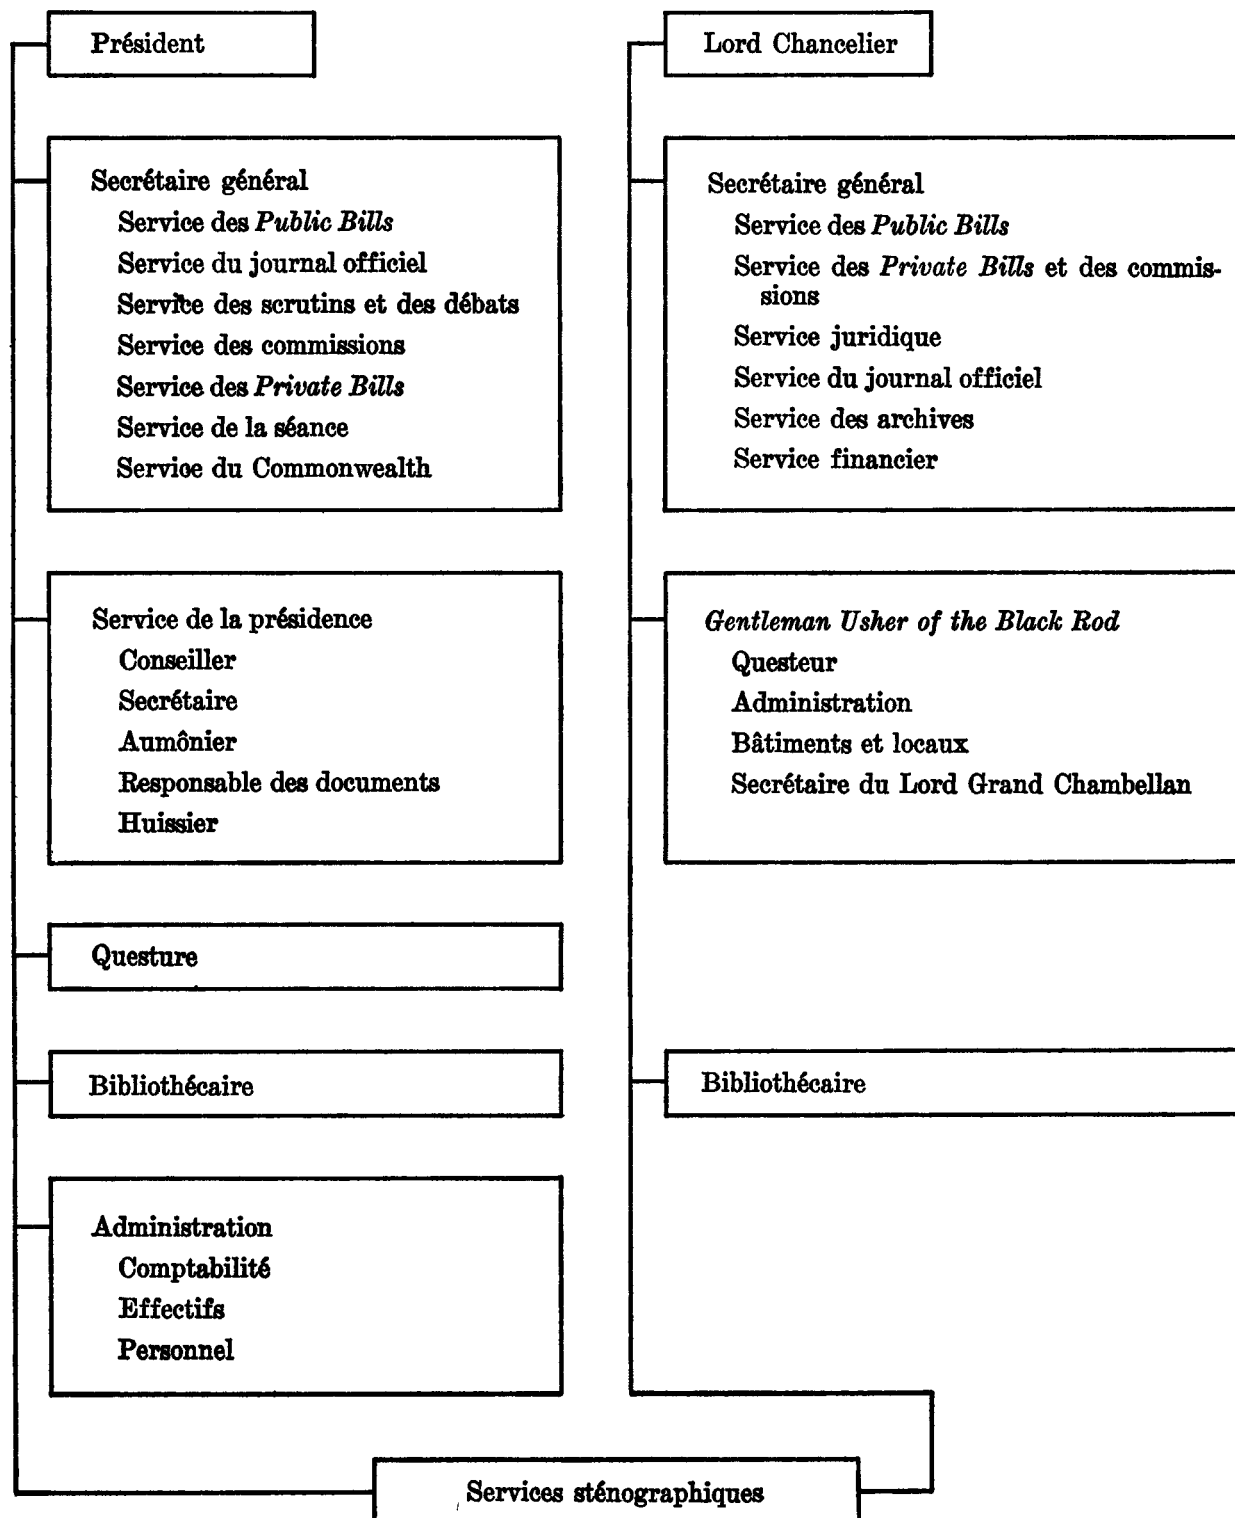 Président
Secrétaire général
Service des Public Bills
Service du journal officiel
Service des scrutins et des débats
Service des commissions
Service des Private Bills
Service de la séance
Service du Commonwealth
Service de la présidence
Conseiller
Secrétaire
Aumônier
Responsable des documents
Huissier
Questure
Bibliothécaire
Administration
Comptabilité
Effectifs
Personnel
Lord Chancelier
Secrétaire général
Service des Public Bills
Service des Private Bills et des commis-
sions
Service juridique
Service du journal officiel
Service des archives
Service financier
Gentleman Usher of the Black Rod
Questeur
Administration
Bâtiments et locaux
Secrétaire du Lord Grand Chambellan
Bibliothécaire
Services sténographiques